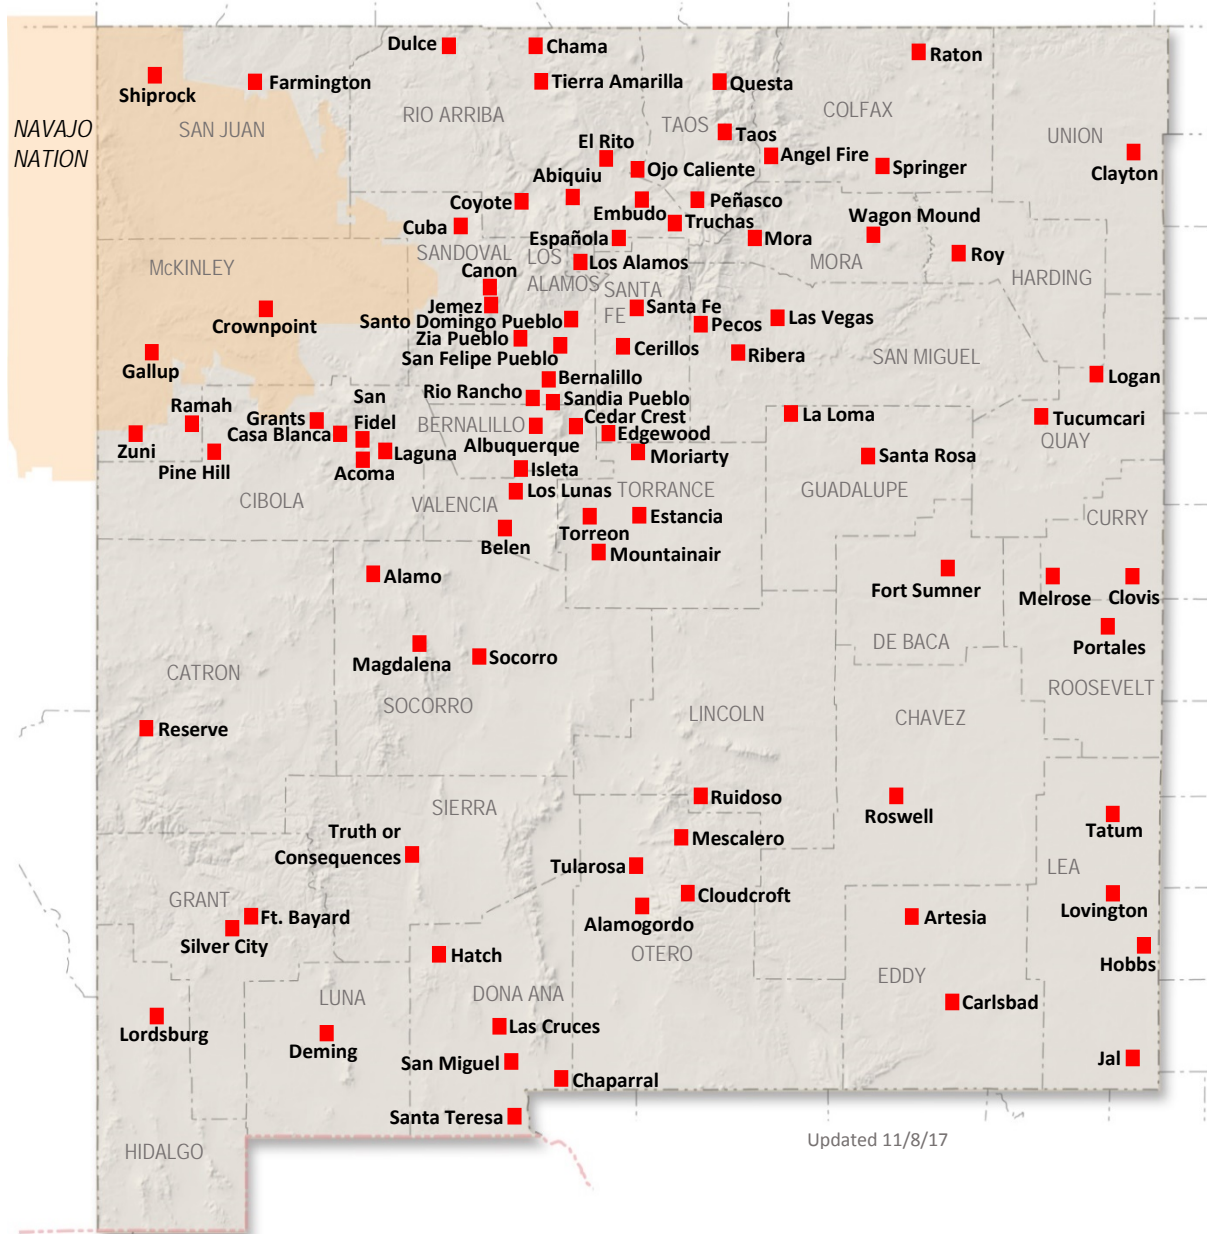 Dulce
Chama
Raton
Shiprock
Farmington
Tierra Amarilla
Questa
RIO ARRIBA
COLFAX
NAVAJO
NATION
SAN JUAN
TAOS
Taos
UNION
El Rito
Angel Fire
Abiquiu
Ojo Caliente
Springer
Clayton
Coyote
Embudo
Peñasco
Cuba
Truchas
Wagon Mound
Española
Mora
SANDOVAL
LOS
ALAMOS
Los Alamos
MORA
Roy
McKINLEY
HARDING
Canon
SANTA
FE
Jemez
Santa Fe
Crownpoint
Santo Domingo Pueblo
Pecos
Las Vegas
Zia Pueblo
San Felipe Pueblo
Cerillos
Ribera
SAN MIGUEL
Gallup
Bernalillo
Logan
Rio Rancho
Sandia Pueblo
Ramah
San
Fidel
Grants
Cedar Crest
La Loma
Tucumcari
Casa Blanca
BERNALILLO
Edgewood
QUAY
Zuni
Albuquerque
Laguna
Moriarty
Santa Rosa
Pine Hill
Acoma
Isleta
CIBOLA
VALENCIA
Los Lunas
TORRANCE
GUADALUPE
Estancia
CURRY
Torreon
Belen
Mountainair
Alamo
Fort Sumner
Melrose
Clovis
DE BACA
Portales
Magdalena
Socorro
CATRON
ROOSEVELT
SOCORRO
LINCOLN
CHAVEZ
Reserve
Ruidoso
SIERRA
Roswell
Tatum
Truth or
Consequences
Mescalero
Tularosa
LEA
GRANT
Cloudcroft
Ft. Bayard
Alamogordo
Artesia
Lovington
Silver City
Hatch
OTERO
Hobbs
EDDY
LUNA
DONA ANA
Carlsbad
Lordsburg
Las Cruces
Deming
San Miguel
Jal
Chaparral
Santa Teresa
HIDALGO
Updated 11/8/17